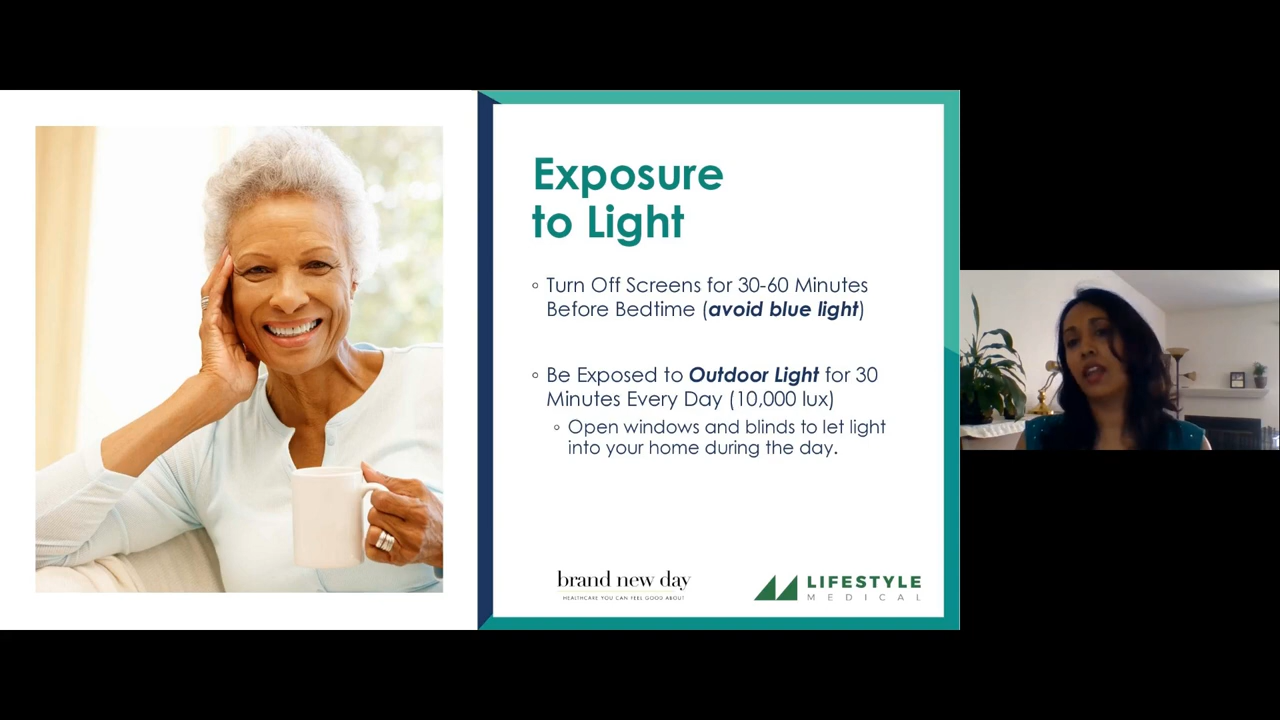 Exposure
to Light
◦ Turn Off Screens for 30-60 Minutes
Before Bedtime (avoid blue light)
◦ Be Exposed to Outdoor Light for 30
Minutes Every Day (10,000 lux)
◦ Open windows and blinds to let light
into your home during the day.
brand new day
HEALTHCARE YOU CAN FEEL GOOD ABOUT
LIFESTYLE
MEDICAL